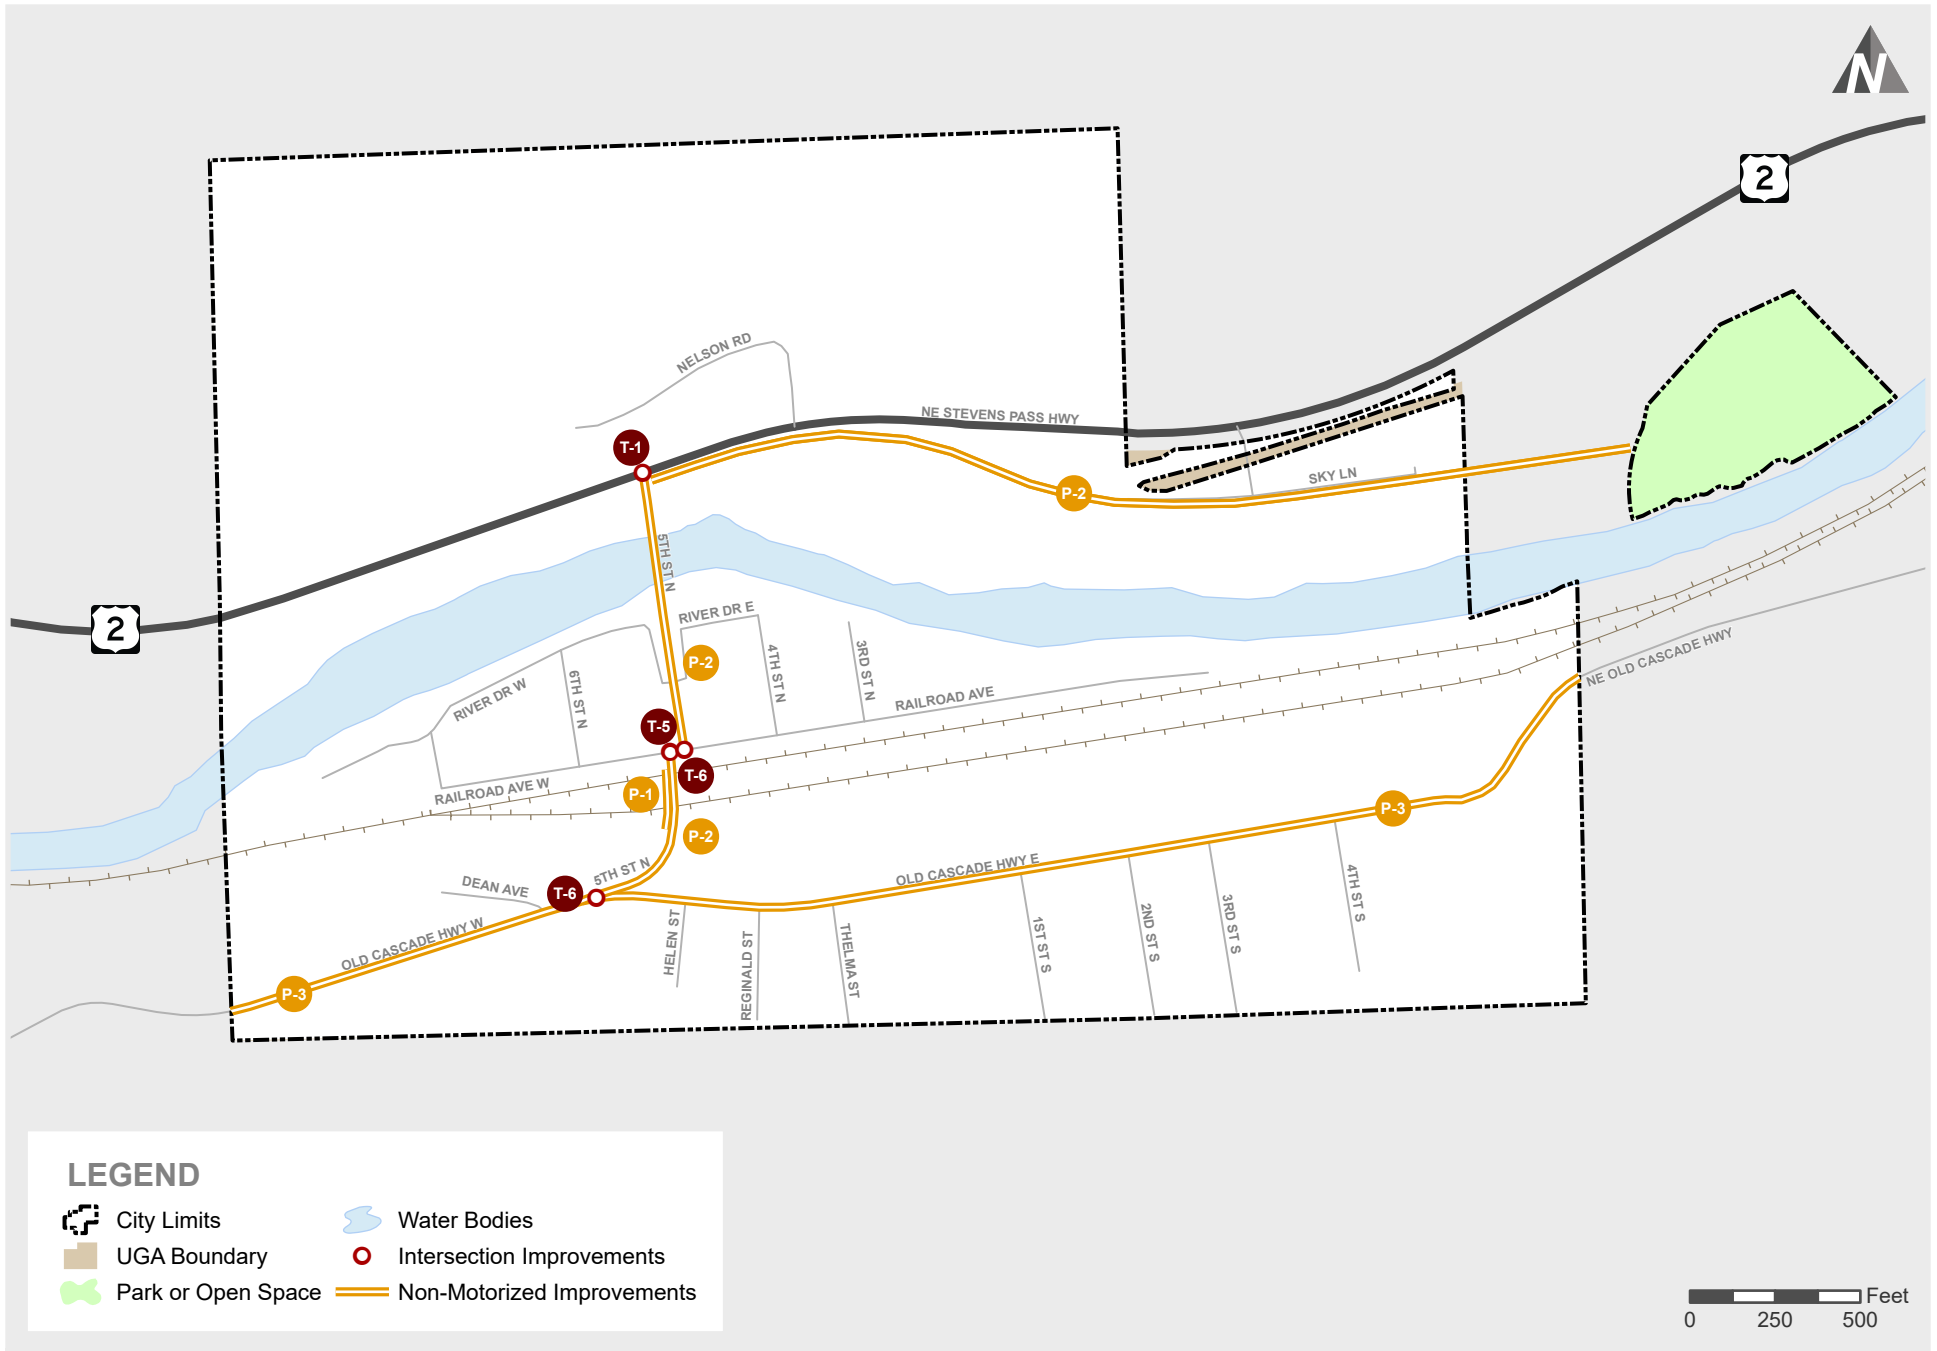 N
2
NELSON RD
NE STEVENS PASS HWY
T-1
SKY LN
P-2
5TH ST N
2
RIVER DR E
P-2
4TH ST N
3RD ST N
NE OLD CASCADE HWY
6TH ST N
RIVER DR W
RAILROAD AVE
T-5
T-6
RAILROAD AVE W
P-1
P-3
P-2
5TH ST N
OLD CASCADE HWY E
DEAN AVE
T-6
4TH ST S
OLD CASCADE HWY W
HELEN ST
REGINALD ST
THELMA ST
1ST ST S
2ND ST S
3RD ST S
P-3
LEGEND
City Limits
UGA Boundary
Park or Open Space
Water Bodies
Intersection Improvements
Non-Motorized Improvements
Feet
0 250 500